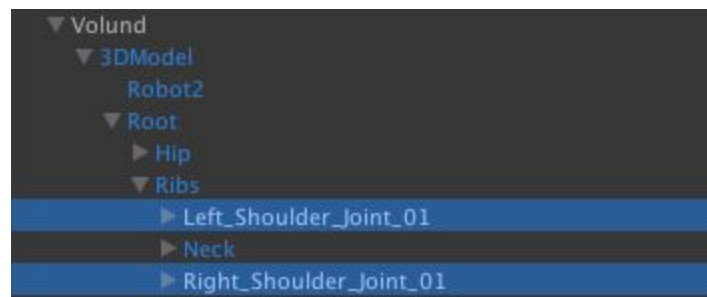 Volund
3DModel
Robot2
Root
Hip
Ribs
Left_Shoulder_Joint_01
Neck
Right_Shoulder_Joint_01